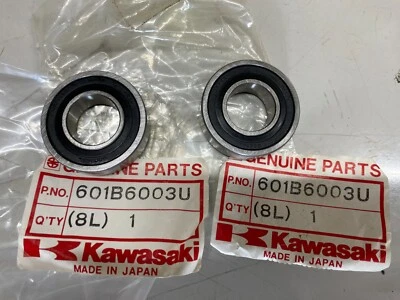 GENUINE PARTS
P.NO. 601B6003U
Q'TY (8L) 1
Kawasaki
MADE IN JAPAN
GENUINE PARTS
P.NO. 601B6003U
Q'TY (8L) 1
Kawasaki
MADE IN JAPAN